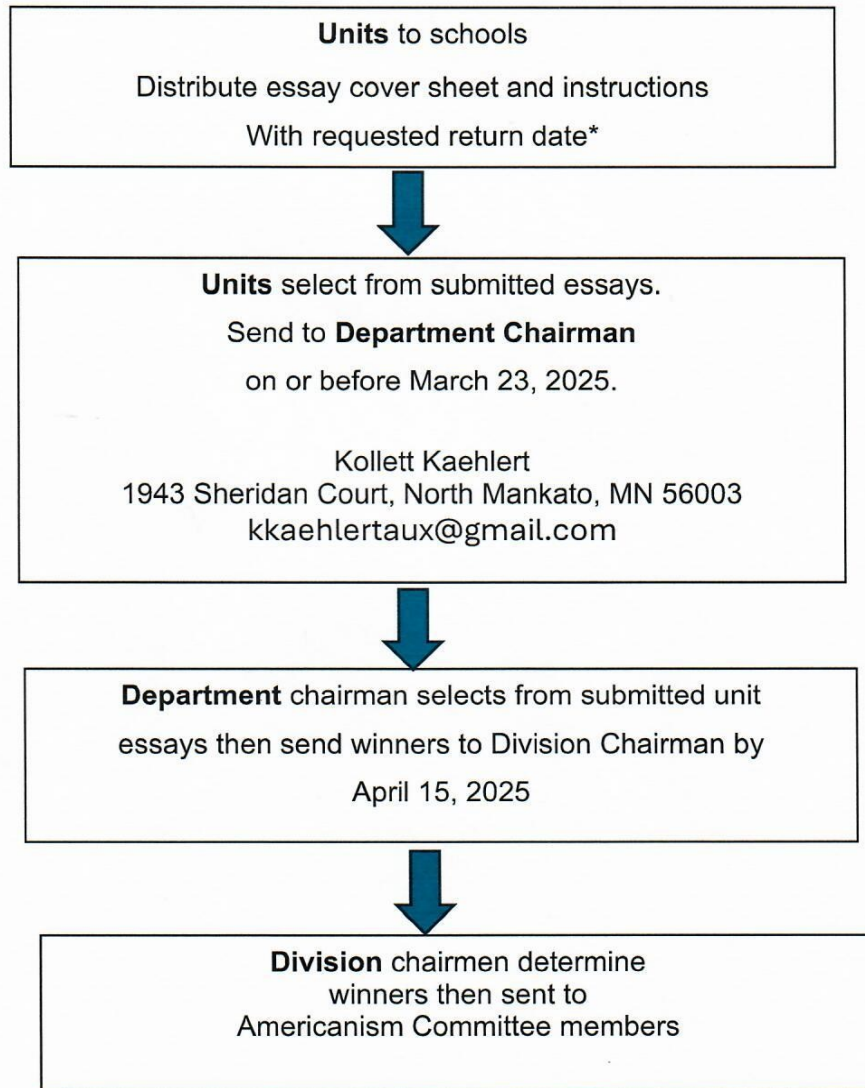 Units to schools
Distribute essay cover sheet and instructions
With requested return date*
Units select from submitted essays.
Send to Department Chairman
on or before March 23, 2025.
Kollett Kaehlert
1943 Sheridan Court, North Mankato, MN 56003
kkaehlertaux@gmail.com
Department chairman selects from submitted unit
essays then send winners to Division Chairman by
April 15, 2025
Division chairmen determine
winners then sent to
Americanism Committee members